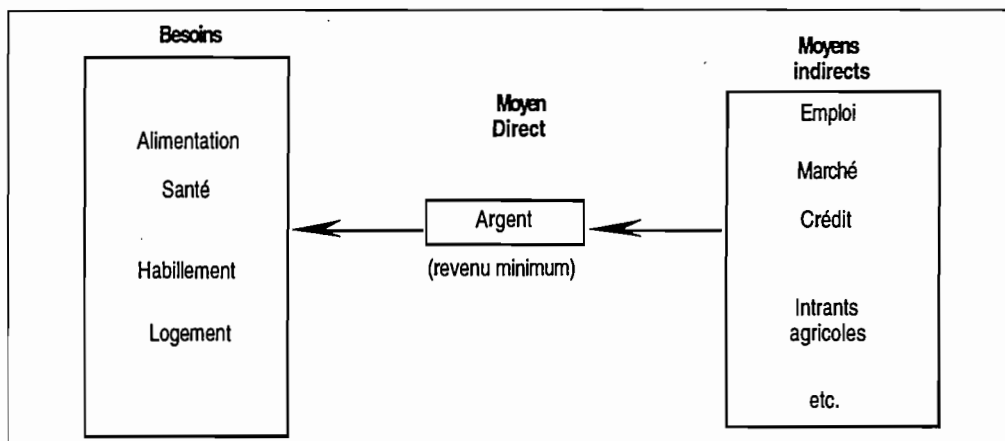 Besoins
Alimentation
Santé
Habillement
Logement
Moyen
Direct
Argent
(revenu minimum)
Moyens
indirects
Emploi
Marché
Crédit
Intrants
agricoles
etc.